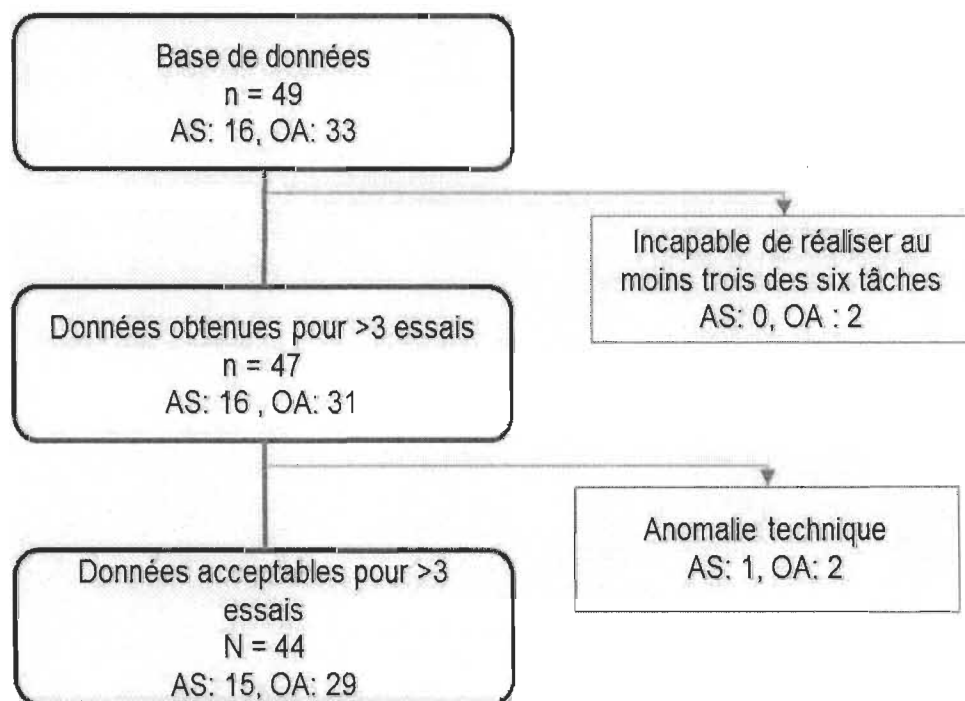 Base de données
n = 49
AS: 16, OA: 33
Incapable de réaliser au
moins trois des six tâches
AS: 0, OA : 2
Données obtenues pour >3 essais
n = 47
AS: 16 , OA: 31
Anomalie technique
AS: 1, OA: 2
Données acceptables pour >3
essais
N = 44
AS: 15, OA: 29